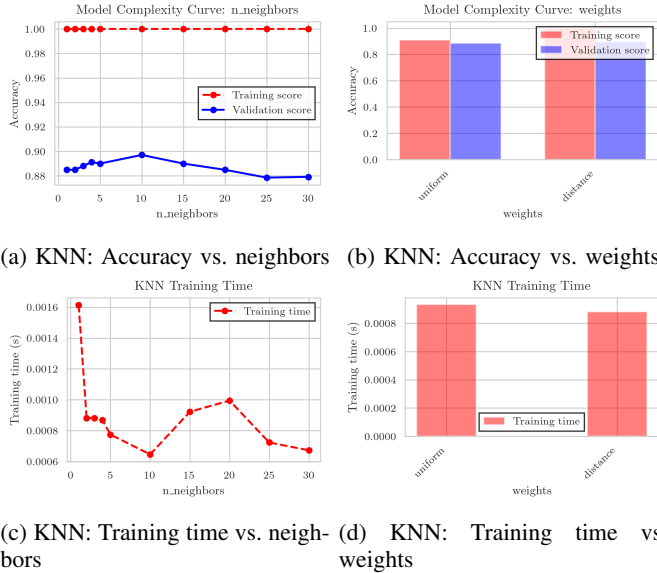 Model Complexity Curve: n_neighbors
1.00
0.98
0.96
0.94
0.92
0.90
0.88
Accuracy
Training score
Validation score
0 5 10 15 20 25 30
n_neighbors
(a) KNN: Accuracy vs. neighbors
Model Complexity Curve: weights
1.0
0.8
0.6
0.4
0.2
0.0
Accuracy
Training score
Validation score
uniform
distance
weights
(b) KNN: Accuracy vs. weights
KNN Training Time
0.0016
0.0014
0.0012
0.0010
0.0008
0.0006
Training time (s)
Training time
0 5 10 15 20 25 30
n_neighbors
(c) KNN: Training time vs. neigh-
bors
KNN Training Time
0.0008
0.0006
0.0004
0.0002
0.0000
Training time (s)
Training time
uniform
distance
weights
(d) KNN: Training time vs
weights